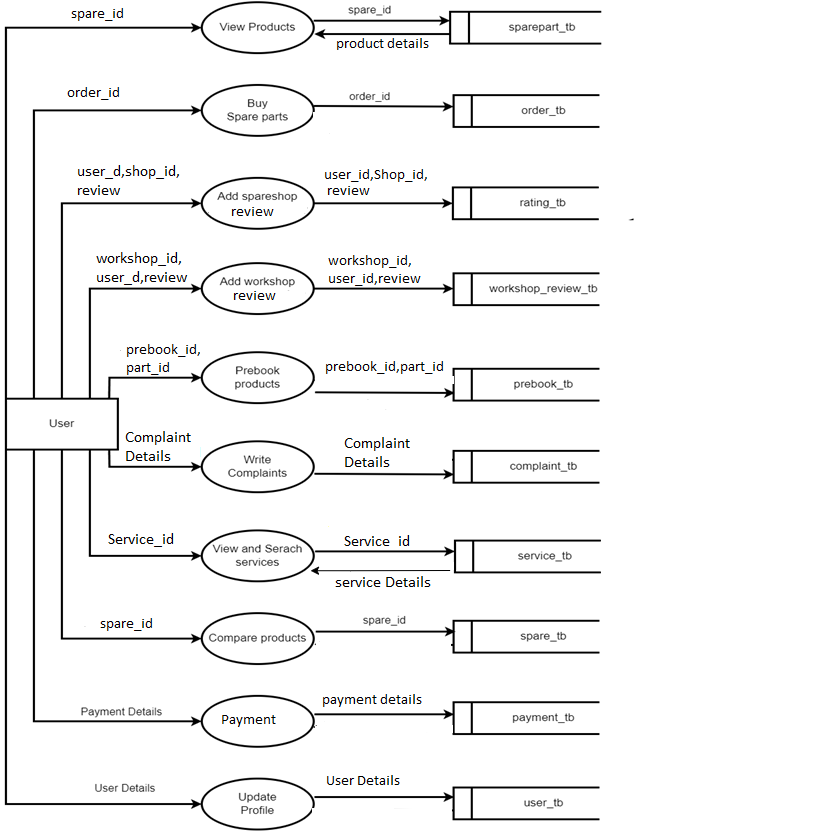 spare_id
View Products
spare_id
product details
sparepart_tb
order_id
Buy
Spare parts
order_id
order_tb
user_d,shop_id,
review
Add spareshop
review
user_id,Shop_id,
review
rating_tb
workshop_id,
user_d,review
Add workshop
review
workshop_id,
user_id,review
workshop_review_tb
prebook_id,
part_id
Prebook
products
prebook_id,part_id
prebook_tb
User
Complaint
Details
Write
Complaints
Complaint
Details
complaint_tb
Service_id
View and Serach
services
Service id
service Details
service_tb
spare_id
Compare products
spare_id
spare_tb
Payment Details
Payment
payment details
payment_tb
User Details
Update
Profile
User Details
user_tb